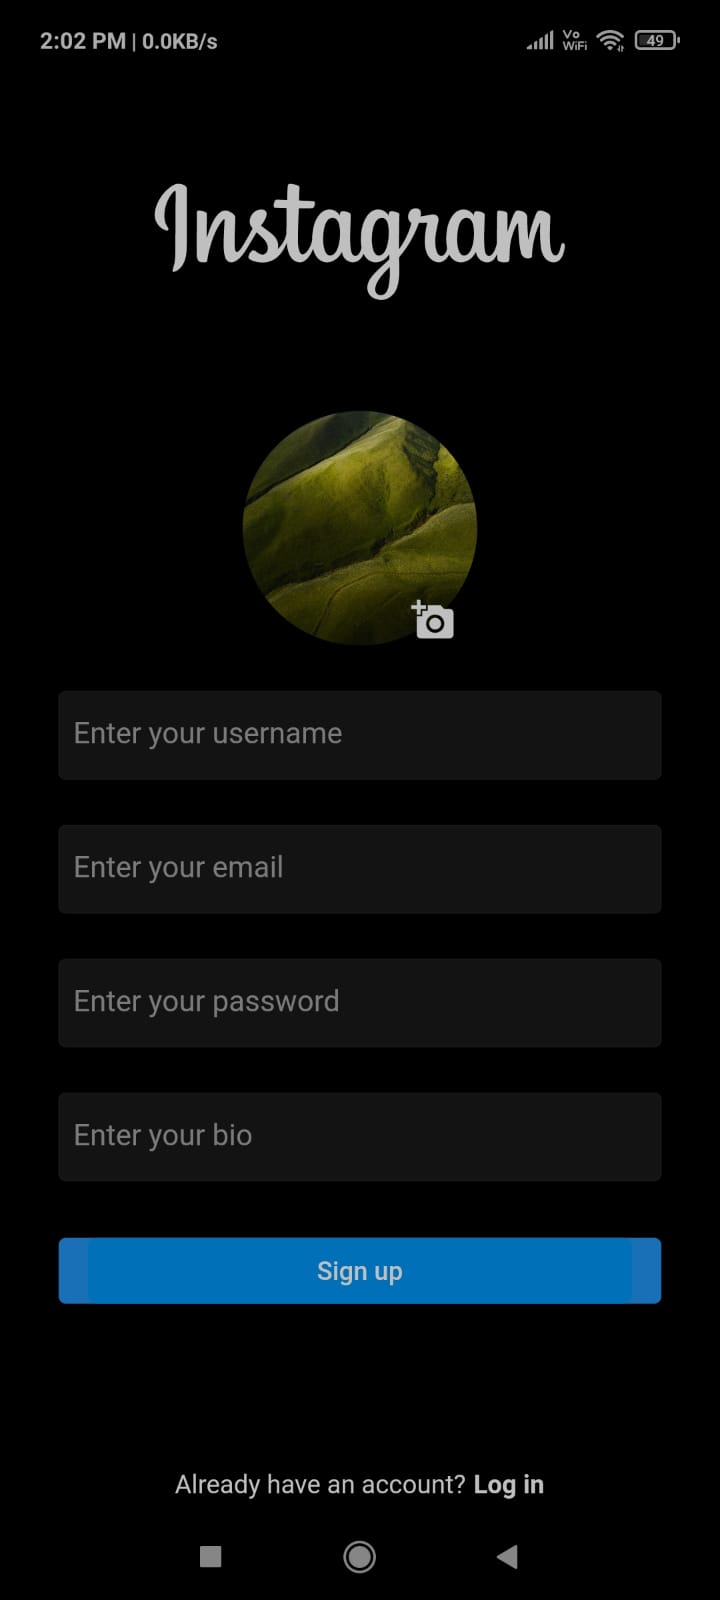 2:02 PM | 0.0KB/s
Vo
WiFi
49
Instagram
Enter your username
Enter your email
Enter your password
Enter your bio
Sign up
Already have an account? Log in